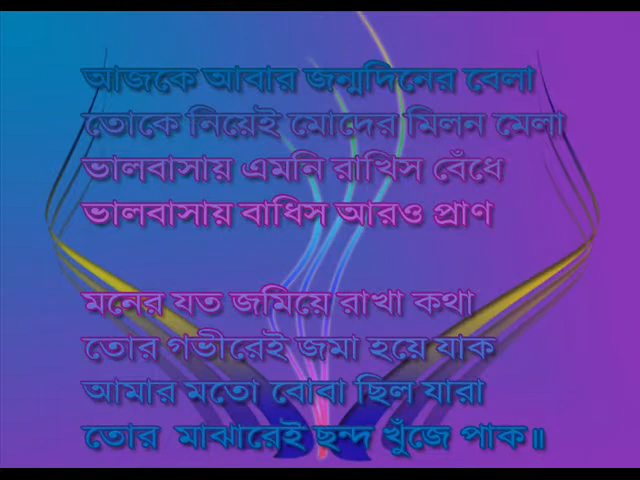 আজকে আবার জন্মদিনের বেলা
তোকে নিয়েই মোদের মিলন মেলা
ভালবাসায় এমনি রাখিস বেঁধে
ভালবাসায় বাধিস আরও প্রাণ
মনের যত জমিয়ে রাখা কথা
তোর গভীরেই জমা হয়ে যাক
আমার মতো বোবা ছিল যারা
তোর মাঝারেই ছন্দ খুঁজে পাক॥